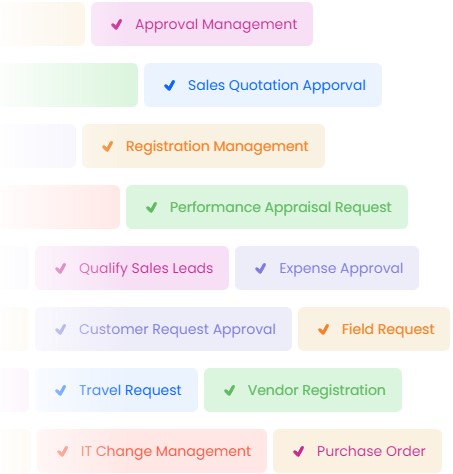 Approval Management
Sales Quotation Apporval
Registration Management
Performance Appraisal Request
Qualify Sales Leads Expense Approval
Customer Request Approval Field Request
Travel Request Vendor Registration
IT Change Management Purchase Order